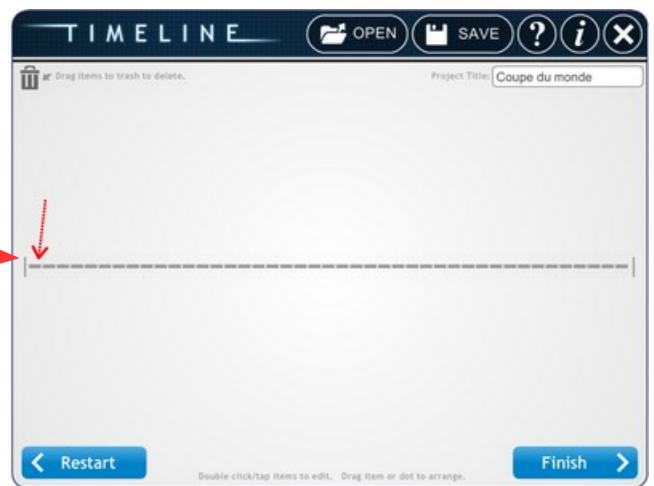 TIMELINE OPEN SAVE ? i X
Drag items to trash to delete. Project Title: Coupe du monde
Restart Finish
Double click/tap items to edit. Drag item or dot to arrange.